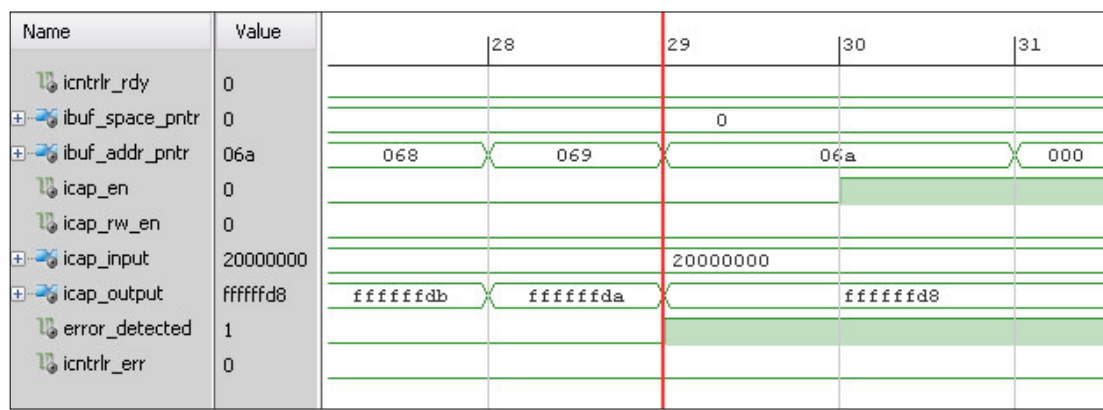 Name Value 28 29 30 31
icntrlr_rdy 0
ibuf_space_pntr 0 0
ibuf_addr_pntr 06a 068 069 06a 000
icap_en 0
icap_rw_en 0
icap_input 20000000 20000000
icap_output ffffffd8 ffffffdb ffffffda ffffffd8
error_detected 1
icntrlr_err 0